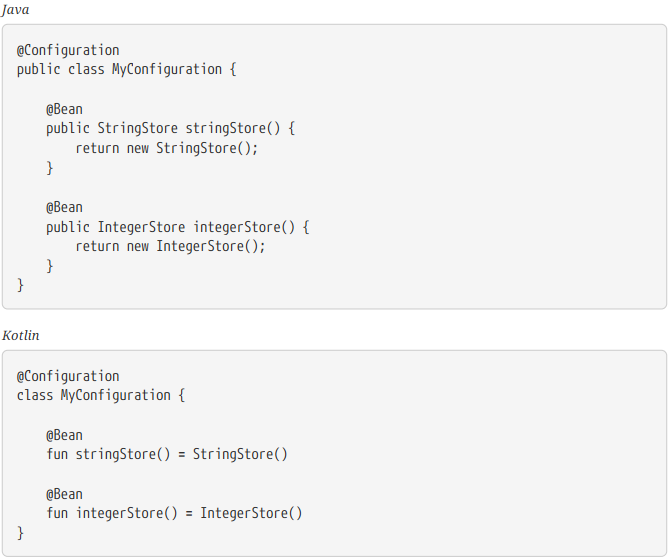 Java
@Configuration
public class MyConfiguration {
    @Bean
    public StringStore stringStore() {
        return new StringStore();
    }
    @Bean
    public IntegerStore integerStore() {
        return new IntegerStore();
    }
}
Kotlin
@Configuration
class MyConfiguration {
    @Bean
    fun stringStore() = StringStore()
    @Bean
    fun integerStore() = IntegerStore()
}